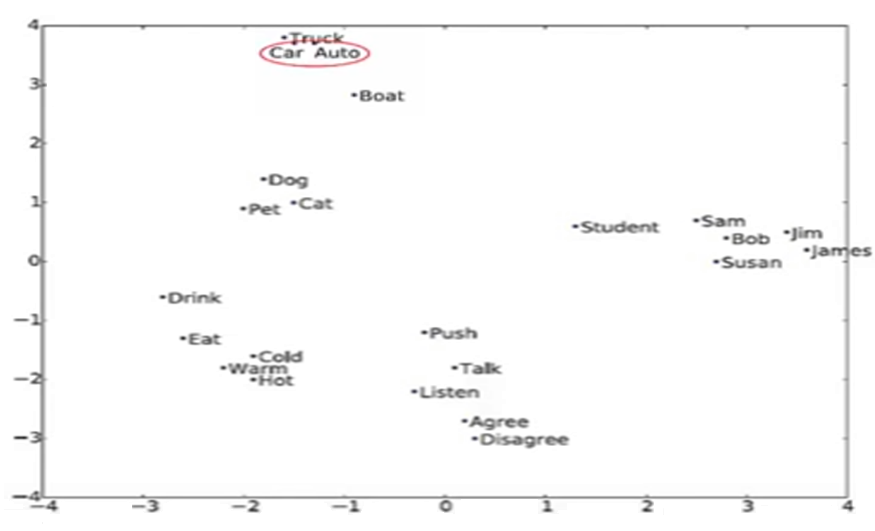 4
Truck
Car Auto
3
Boat
2
Dog
1
Pet
Cat
Student
Sam
Jim
Bob
James
0
Susan
Drink
−1
Push
Eat
Cold
Warm
Talk
−2
Hot
Listen
Agree
−3
Disagree
−4
−4 −3 −2 −1 0 1 2 3 4